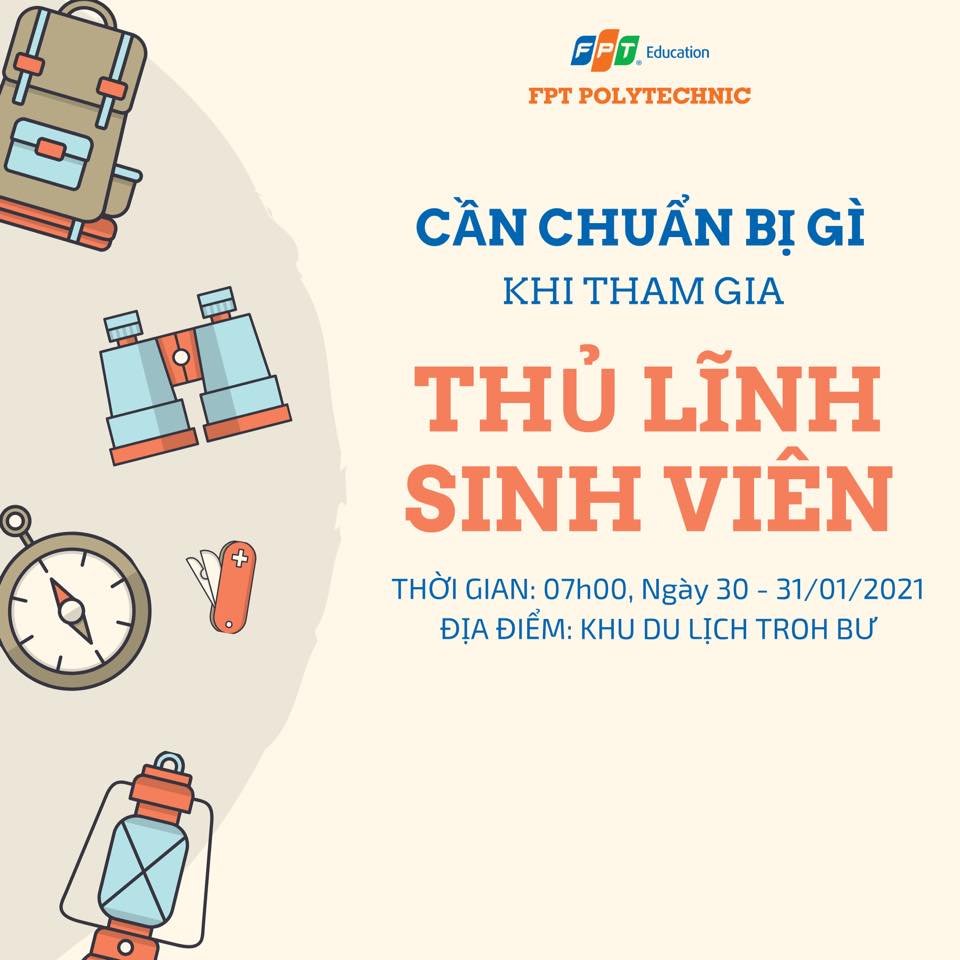 FPT Education
FPT POLYTECHNIC
CẦN CHUẨN BỊ GÌ
KHI THAM GIA
THỦ LĨNH
SINH VIÊN
THỜI GIAN: 07h00, Ngày 30 - 31/01/2021
ĐỊA ĐIỂM: KHU DU LỊCH TROH BƯ